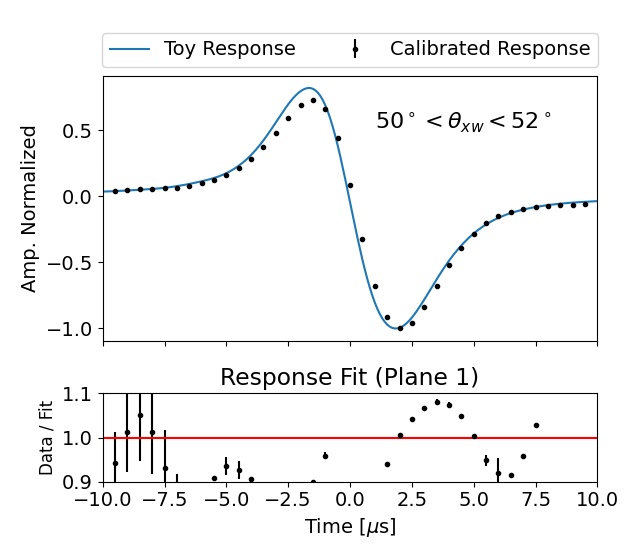 Toy Response Calibrated Response
50° < θxw < 52°
Amp. Normalized
0.5
0.0
−0.5
−1.0
Response Fit (Plane 1)
Data / Fit
1.1
1.0
0.9
−10.0 −7.5 −5.0 −2.5 0.0 2.5 5.0 7.5 10.0
Time [μs]